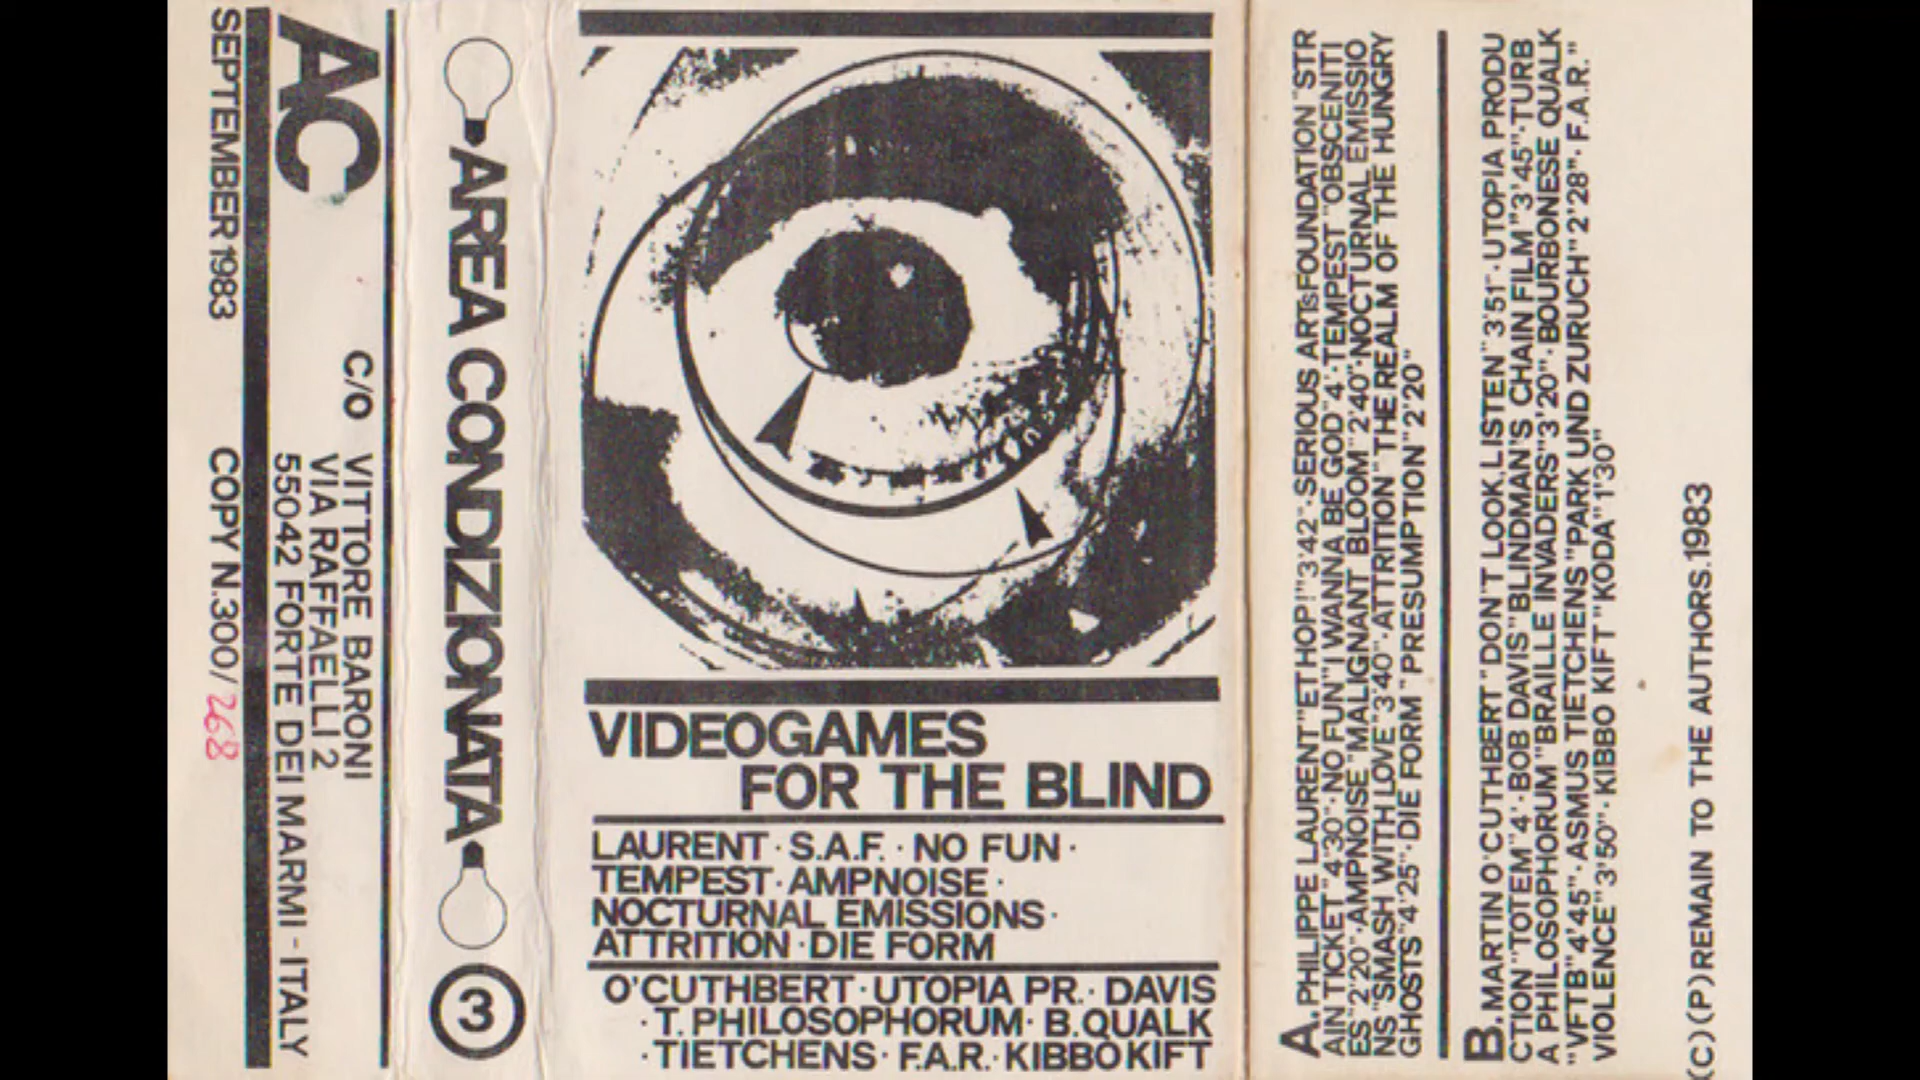 AC
C/O VITTORE BARONI
VIA RAFFAELLI 2
55042 FORTE DEI MARMI - ITALY
SEPTEMBER 1983 COPY N.300/268
AREA CONDIZIONATA
3
VIDEOGAMES
FOR THE BLIND
LAURENT · S.A.F. · NO FUN ·
TEMPEST · AMPNOISE ·
NOCTURNAL EMISSIONS ·
ATTRITION · DIE FORM
O'CUTHBERT · UTOPIA PR. · DAVIS
· T. PHILOSOPHORUM · B.QUALK
· TIETCHENS · F.A.R. · KIBBO KIFT
A. PHILIPPE LAURENT "ET HOP!" 3'42" · SERIOUS ARTS FOUNDATION "STR
AIN TICKET" 4'30" · NO FUN "I WANNA BE GOD" 4' · TEMPEST "OBSCENITI
ES" 2'20" · AMPNOISE "MALIGNANT BLOOM" 2'40" · NOCTURNAL EMISSIO
NS "SMASH WITH LOVE" 3'40" · ATTRITION "THE REALM OF THE HUNGRY
GHOSTS" 4'25" · DIE FORM "PRESUMPTION" 2'20"
B. MARTIN O'CUTHBERT "DON'T LOOK, LISTEN" 3'51" · UTOPIA PRODU
CTION "TOTEM" 4' · BOB DAVIS "BLINDMAN'S CHAIN FILM" 3'45" · TURB
A PHILOSOPHORUM "BRAILLE INVADERS" 3'20" · BOURBONESE QUALK
"VFTB" 4'45" · ASMUS TIETCHENS "PARK UND ZURUCH" 2'28" · F.A.R. "
VIOLENCE" 3'50" · KIBBO KIFT "KODA" 1'30"
(C)(P) REMAIN TO THE AUTHORS.1983